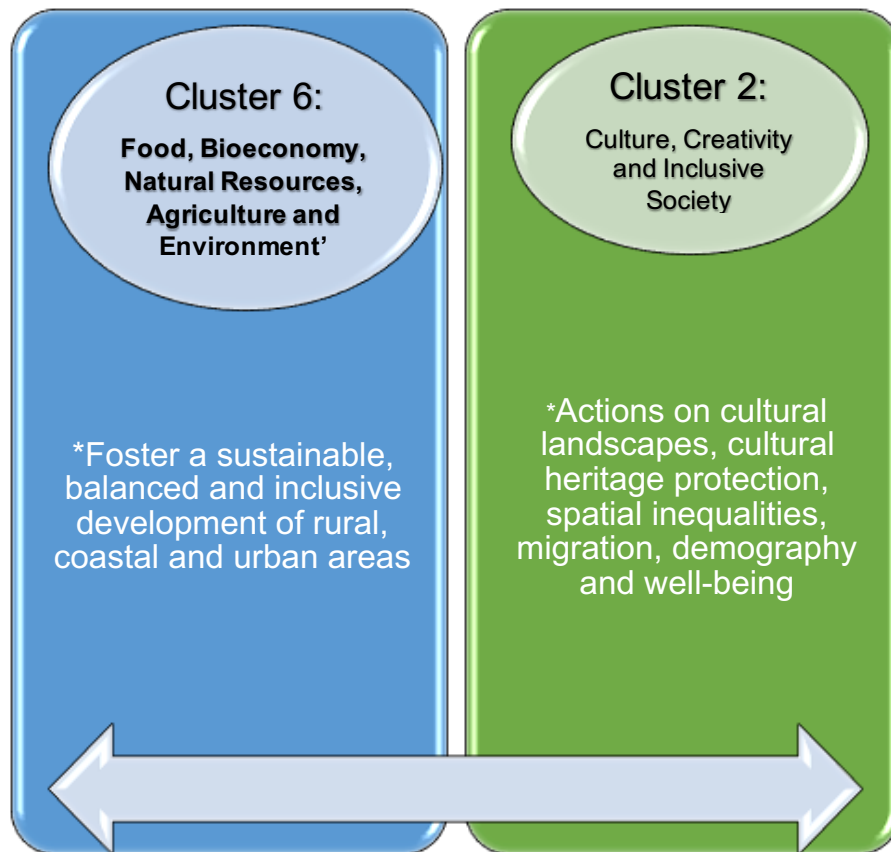 Cluster 6:
Food, Bioeconomy,
Natural Resources,
Agriculture and
Environment’
*Foster a sustainable,
balanced and inclusive
development of rural,
coastal and urban areas
Cluster 2:
Culture, Creativity
and Inclusive
Society
*Actions on cultural
landscapes, cultural
heritage protection,
spatial inequalities,
migration, demography
and well-being